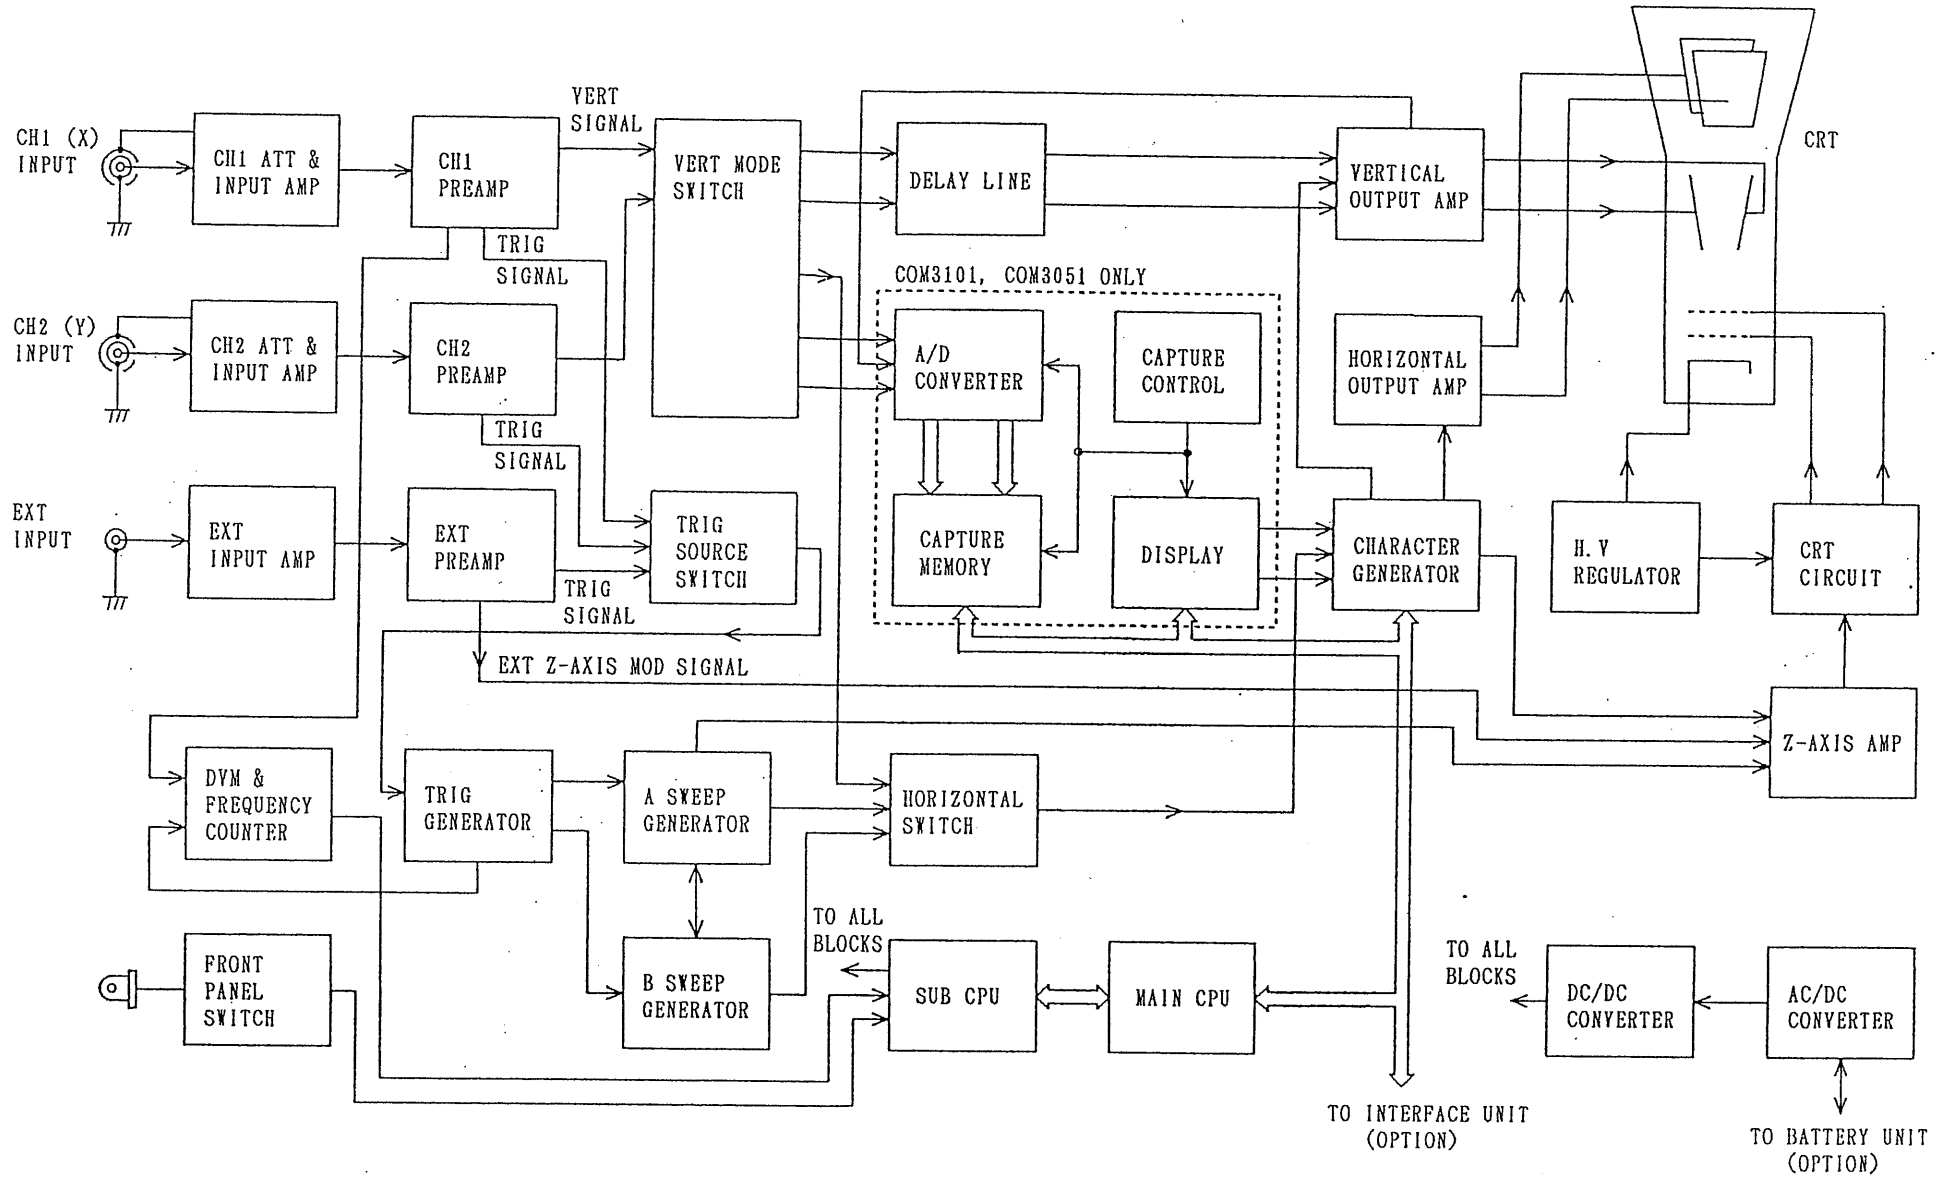 CH1 (X)
INPUT
CH1 ATT &
INPUT AMP
CH1
PREAMP
VERT
SIGNAL
VERT MODE
SWITCH
DELAY LINE
VERTICAL
OUTPUT AMP
CRT
TRIG
SIGNAL
COM3101, COM3051 ONLY
CH2 (Y)
INPUT
CH2 ATT &
INPUT AMP
CH2
PREAMP
A/D
CONVERTER
CAPTURE
CONTROL
HORIZONTAL
OUTPUT AMP
TRIG
SIGNAL
EXT
INPUT
EXT
INPUT AMP
EXT
PREAMP
TRIG
SIGNAL
TRIG
SOURCE
SWITCH
CAPTURE
MEMORY
DISPLAY
CHARACTER
GENERATOR
H.V
REGULATOR
CRT
CIRCUIT
EXT Z-AXIS MOD SIGNAL
Z-AXIS AMP
DVM &
FREQUENCY
COUNTER
TRIG
GENERATOR
A SWEEP
GENERATOR
HORIZONTAL
SWITCH
FRONT
PANEL
SWITCH
B SWEEP
GENERATOR
TO ALL
BLOCKS
SUB CPU
MAIN CPU
TO ALL
BLOCKS
DC/DC
CONVERTER
AC/DC
CONVERTER
TO INTERFACE UNIT
(OPTION)
TO BATTERY UNIT
(OPTION)